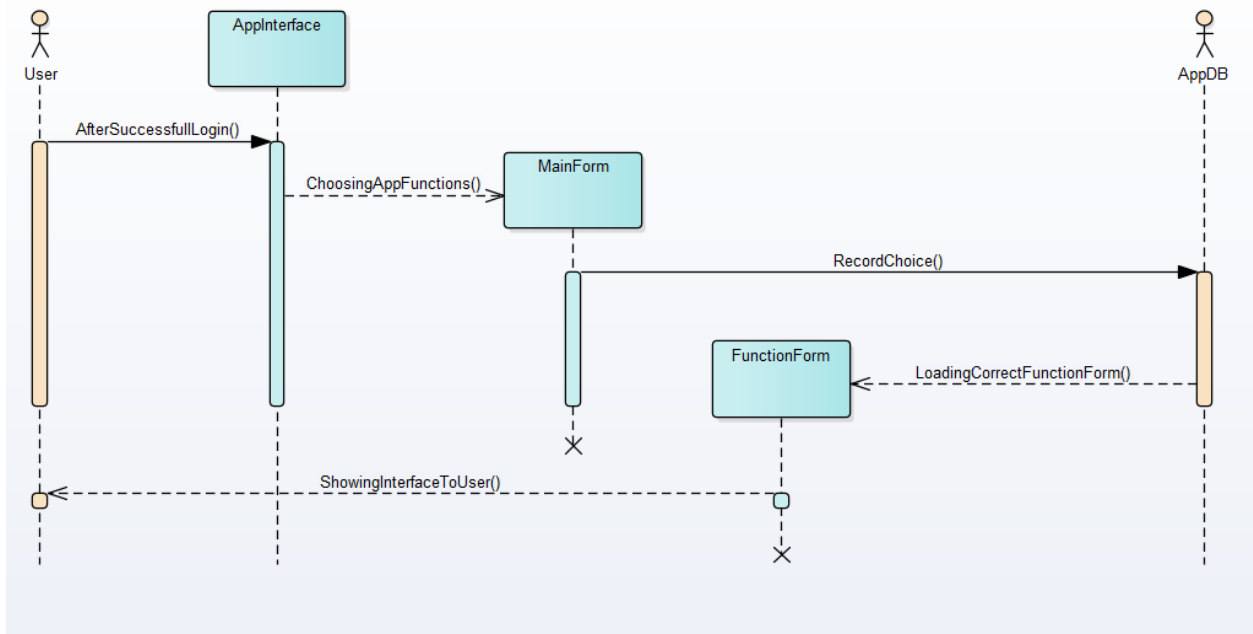 AppInterface
User
AppDB
AfterSuccessfullLogin()
MainForm
ChoosingAppFunctions()
RecordChoice()
FunctionForm
LoadingCorrectFunctionForm()
ShowingInterfaceToUser()